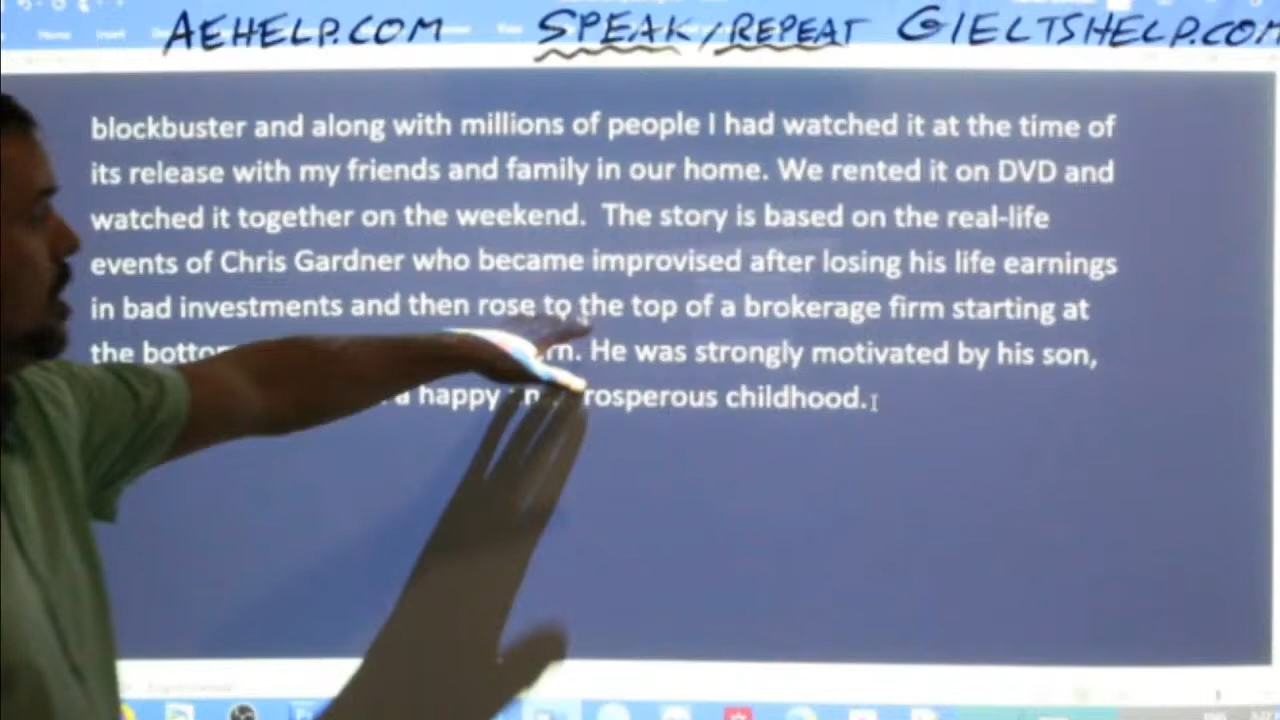 AEHELP.COM SPEAK/REPEAT GIELTSHELP.COM
blockbuster and along with millions of people I had watched it at the time of
its release with my friends and family in our home. We rented it on DVD and
watched it together on the weekend. The story is based on the real-life
events of Chris Gardner who became improvised after losing his life earnings
in bad investments and then rose to the top of a brokerage firm starting at
the He was strongly motivated by his son,
a happy childhood.